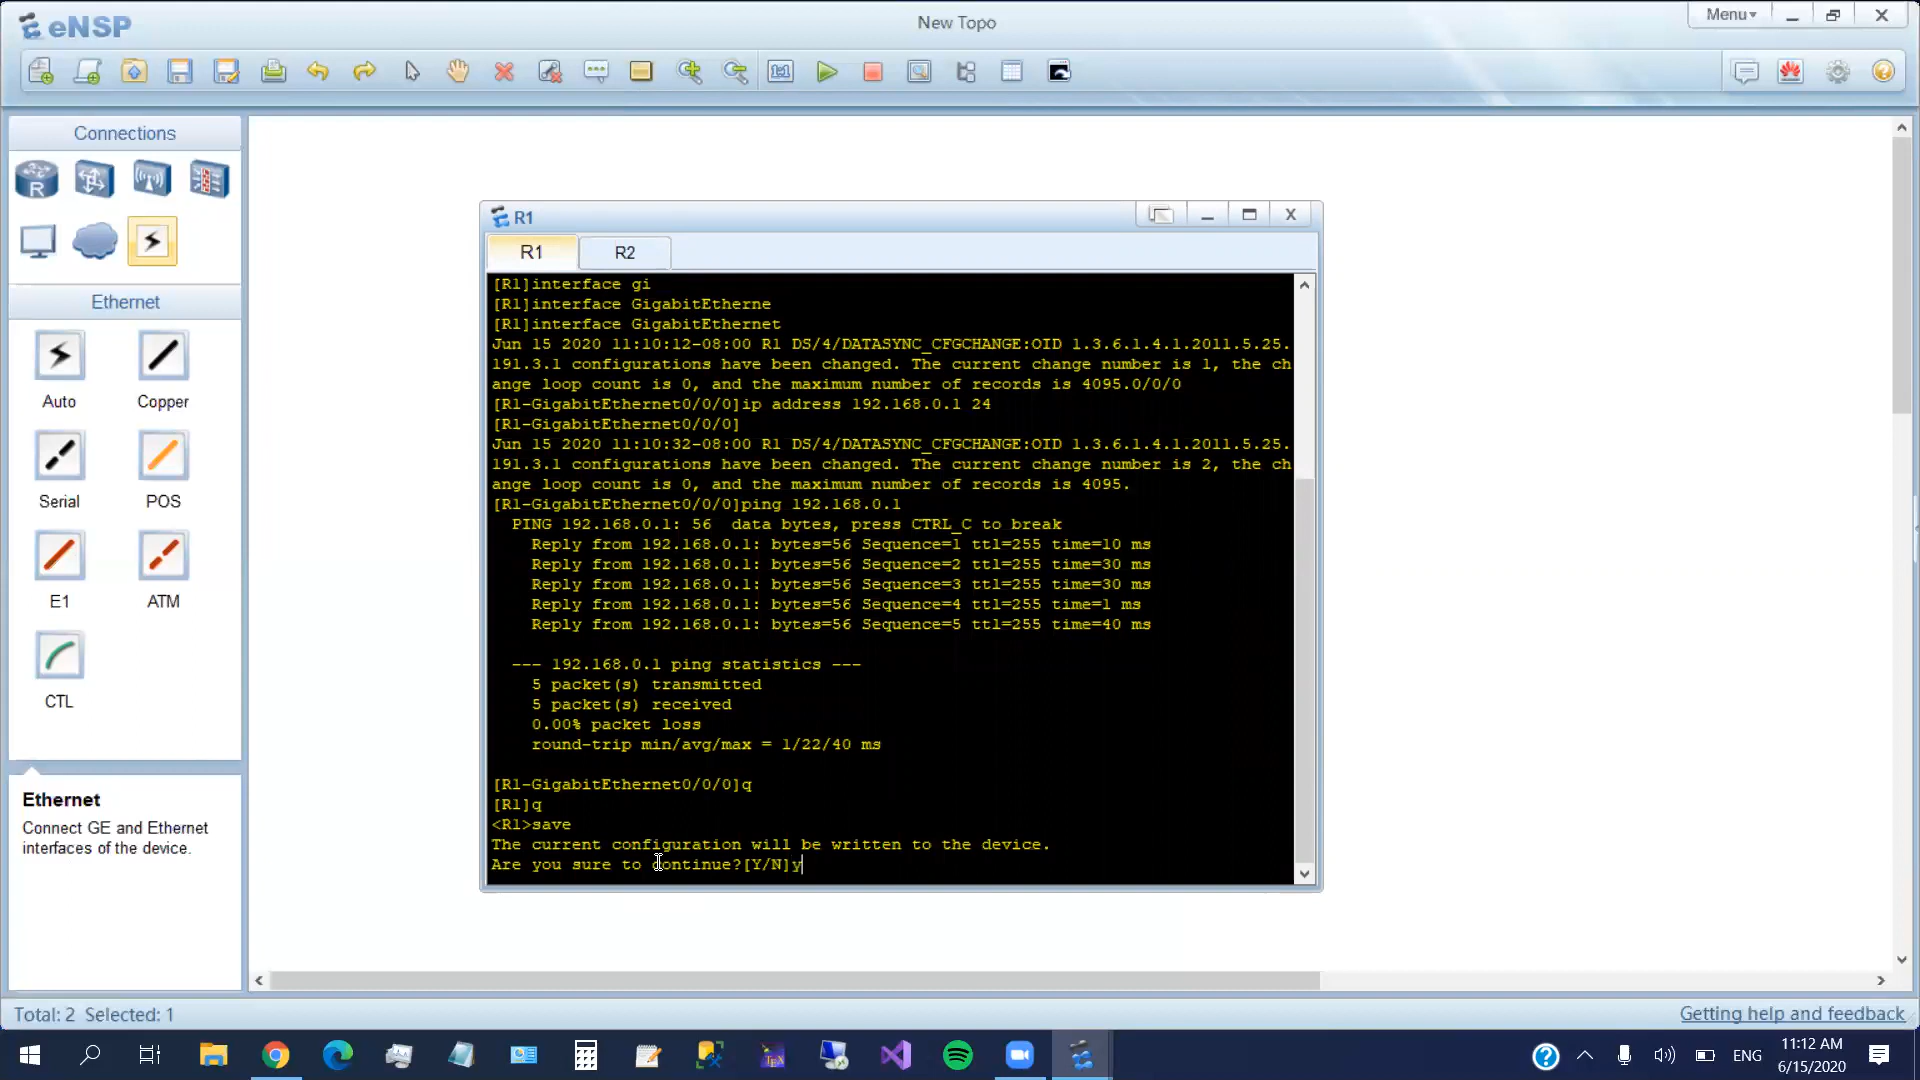 eNSP
New Topo
Menu
Connections
R
Ethernet
Auto
Copper
Serial
POS
E1
ATM
CTL
Ethernet
Connect GE and Ethernet
interfaces of the device.
R1
R1
R2
[R1]interface gi
[R1]interface GigabitEtherne
[R1]interface GigabitEthernet
Jun 15 2020 11:10:12-08:00 R1 DS/4/DATASYNC_CFGCHANGE:OID 1.3.6.1.4.1.2011.5.25.
191.3.1 configurations have been changed. The current change number is 1, the ch
ange loop count is 0, and the maximum number of records is 4095.0/0/0
[R1-GigabitEthernet0/0/0]ip address 192.168.0.1 24
[R1-GigabitEthernet0/0/0]
Jun 15 2020 11:10:32-08:00 R1 DS/4/DATASYNC_CFGCHANGE:OID 1.3.6.1.4.1.2011.5.25.
191.3.1 configurations have been changed. The current change number is 2, the ch
ange loop count is 0, and the maximum number of records is 4095.
[R1-GigabitEthernet0/0/0]ping 192.168.0.1
PING 192.168.0.1: 56  data bytes, press CTRL_C to break
Reply from 192.168.0.1: bytes=56 Sequence=1 ttl=255 time=10 ms
Reply from 192.168.0.1: bytes=56 Sequence=2 ttl=255 time=30 ms
Reply from 192.168.0.1: bytes=56 Sequence=3 ttl=255 time=30 ms
Reply from 192.168.0.1: bytes=56 Sequence=4 ttl=255 time=1 ms
Reply from 192.168.0.1: bytes=56 Sequence=5 ttl=255 time=40 ms
--- 192.168.0.1 ping statistics ---
5 packet(s) transmitted
5 packet(s) received
0.00% packet loss
round-trip min/avg/max = 1/22/40 ms
[R1-GigabitEthernet0/0/0]q
[R1]q
<R1>save
The current configuration will be written to the device.
Are you sure to continue?[Y/N]y
Total: 2 Selected: 1
Getting help and feedback
ENG
11:12 AM
6/15/2020